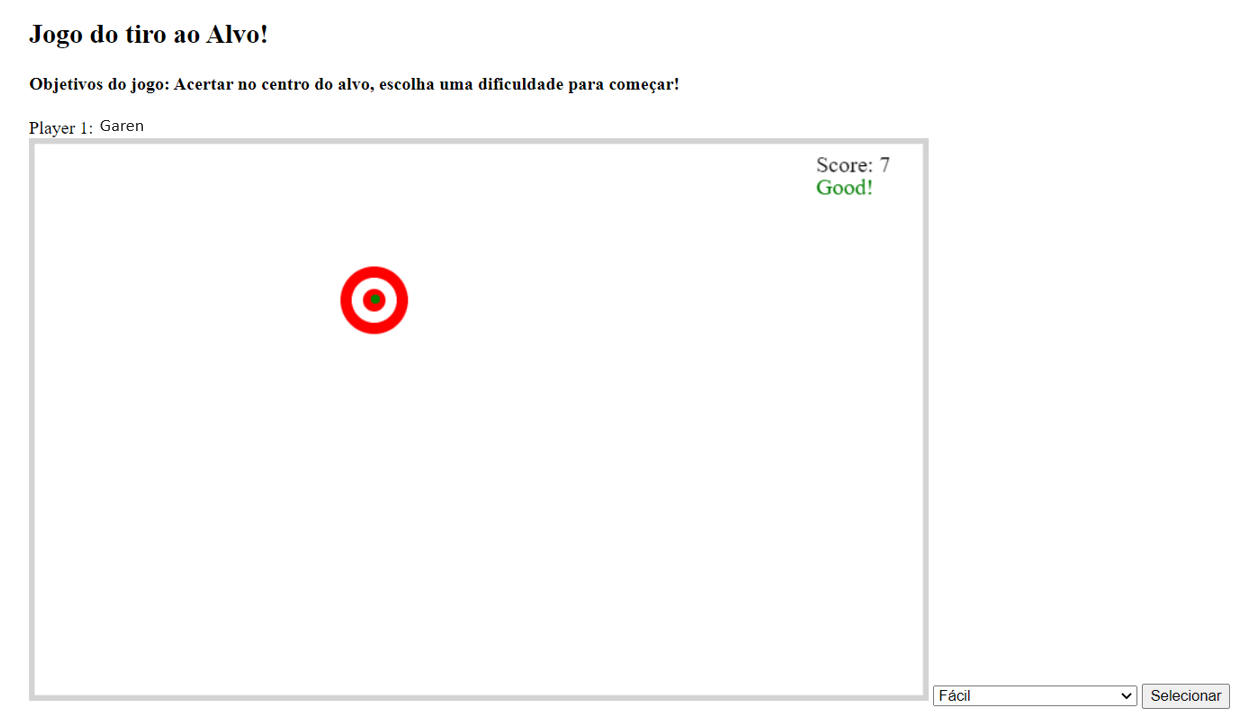 Jogo do tiro ao Alvo!
Objetivos do jogo: Acertar no centro do alvo, escolha uma dificuldade para começar!
Player 1: Garen
Score: 7
Good!
Fácil
Selecionar